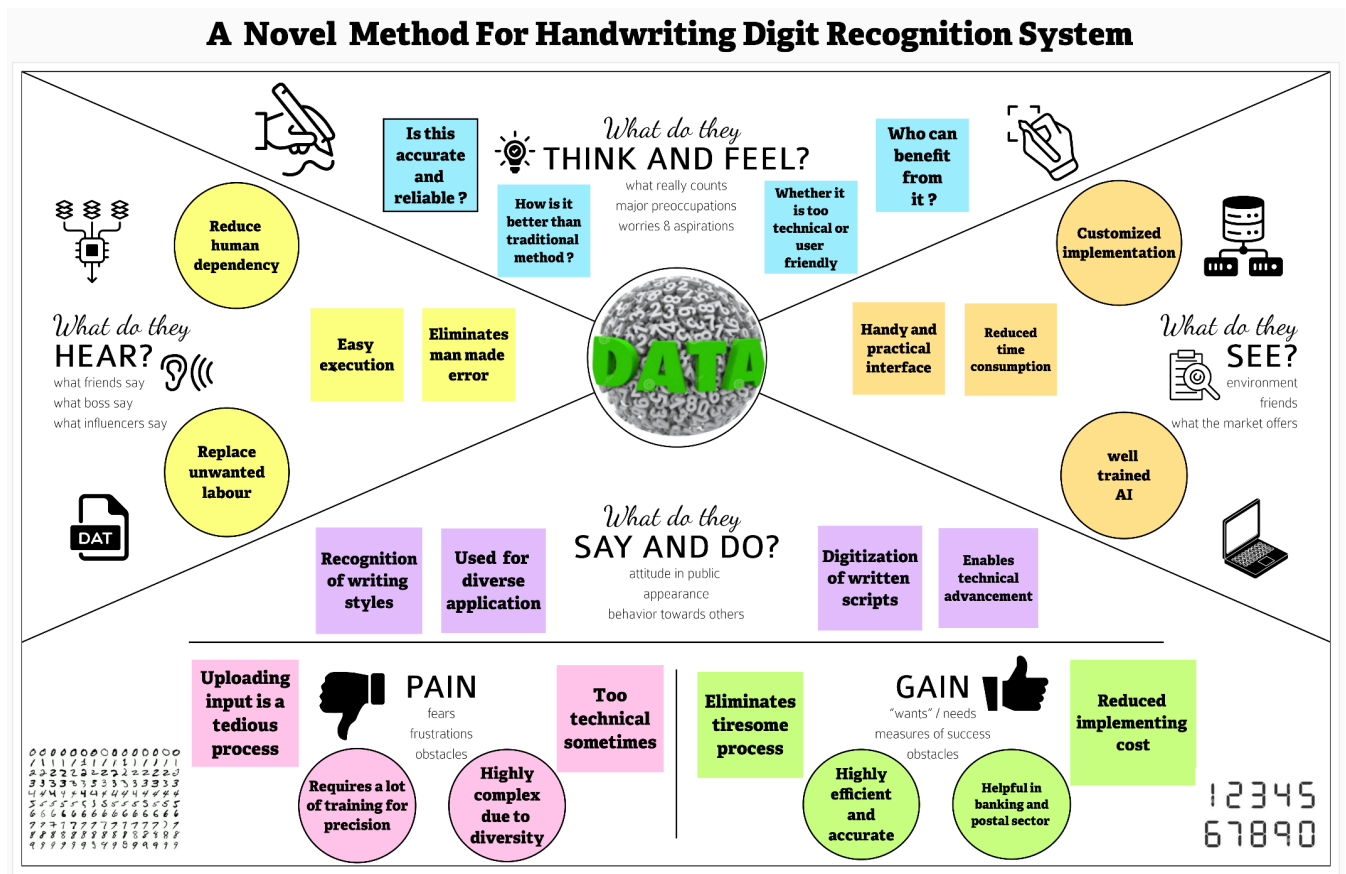 A Novel Method For Handwriting Digit Recognition System
What do they
THINK AND FEEL?
what really counts
major preoccupations
worries & aspirations
Is this
accurate
and
reliable ?
How is it
better than
traditional
method ?
Whether it
is too
technical or
user
friendly
Who can
benefit
from
it ?
What do they
HEAR?
what friends say
what boss say
what influencers say
Reduce
human
dependency
Easy
execution
Eliminates
man made
error
Replace
unwanted
labour
DAT
DATA
What do they
SEE?
environment
friends
what the market offers
Customized
implementation
Handy and
practical
interface
Reduced
time
consumption
well
trained
AI
What do they
SAY AND DO?
attitude in public
appearance
behavior towards others
Recognition
of writing
styles
Used for
diverse
application
Digitization
of written
scripts
Enables
technical
advancement
PAIN
fears
frustrations
obstacles
Uploading
input is a
tedious
process
Too
technical
sometimes
Requires a lot
of training for
precision
Highly
complex
due to
diversity
GAIN
“wants” / needs
measures of success
obstacles
Eliminates
tiresome
process
Reduced
implementing
cost
Highly
efficient
and
accurate
Helpful in
banking and
postal sector
12345
67890